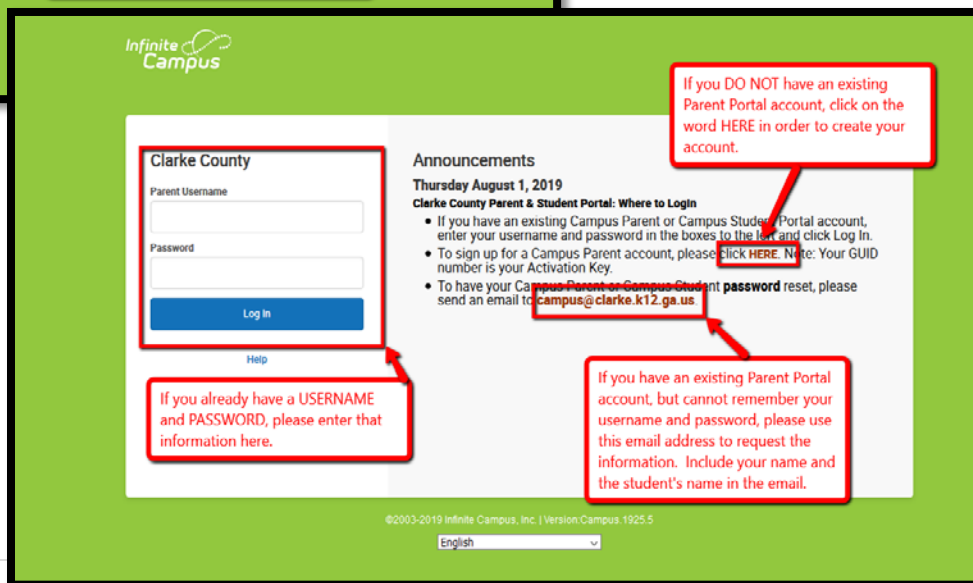 Infinite
Campus
If you DO NOT have an existing
Parent Portal account, click on the
word HERE in order to create your
account.
Clarke County
Parent Username
Password
Log In
Help
If you already have a USERNAME
and PASSWORD, please enter that
information here.
Announcements
Thursday August 1, 2019
Clarke County Parent & Student Portal: Where to Login
• If you have an existing Campus Parent or Campus Student Portal account,
enter your username and password in the boxes to the left and click Log In.
• To sign up for a Campus Parent account, please click HERE. Note: Your GUID
number is your Activation Key.
• To have your Campus Parent or Campus Student password reset, please
send an email to campus@clarke.k12.ga.us.
If you have an existing Parent Portal
account, but cannot remember your
username and password, please use
this email address to request the
information. Include your name and
the student's name in the email.
©2003-2019 Infinite Campus, Inc. | Version:Campus.1925.5
English